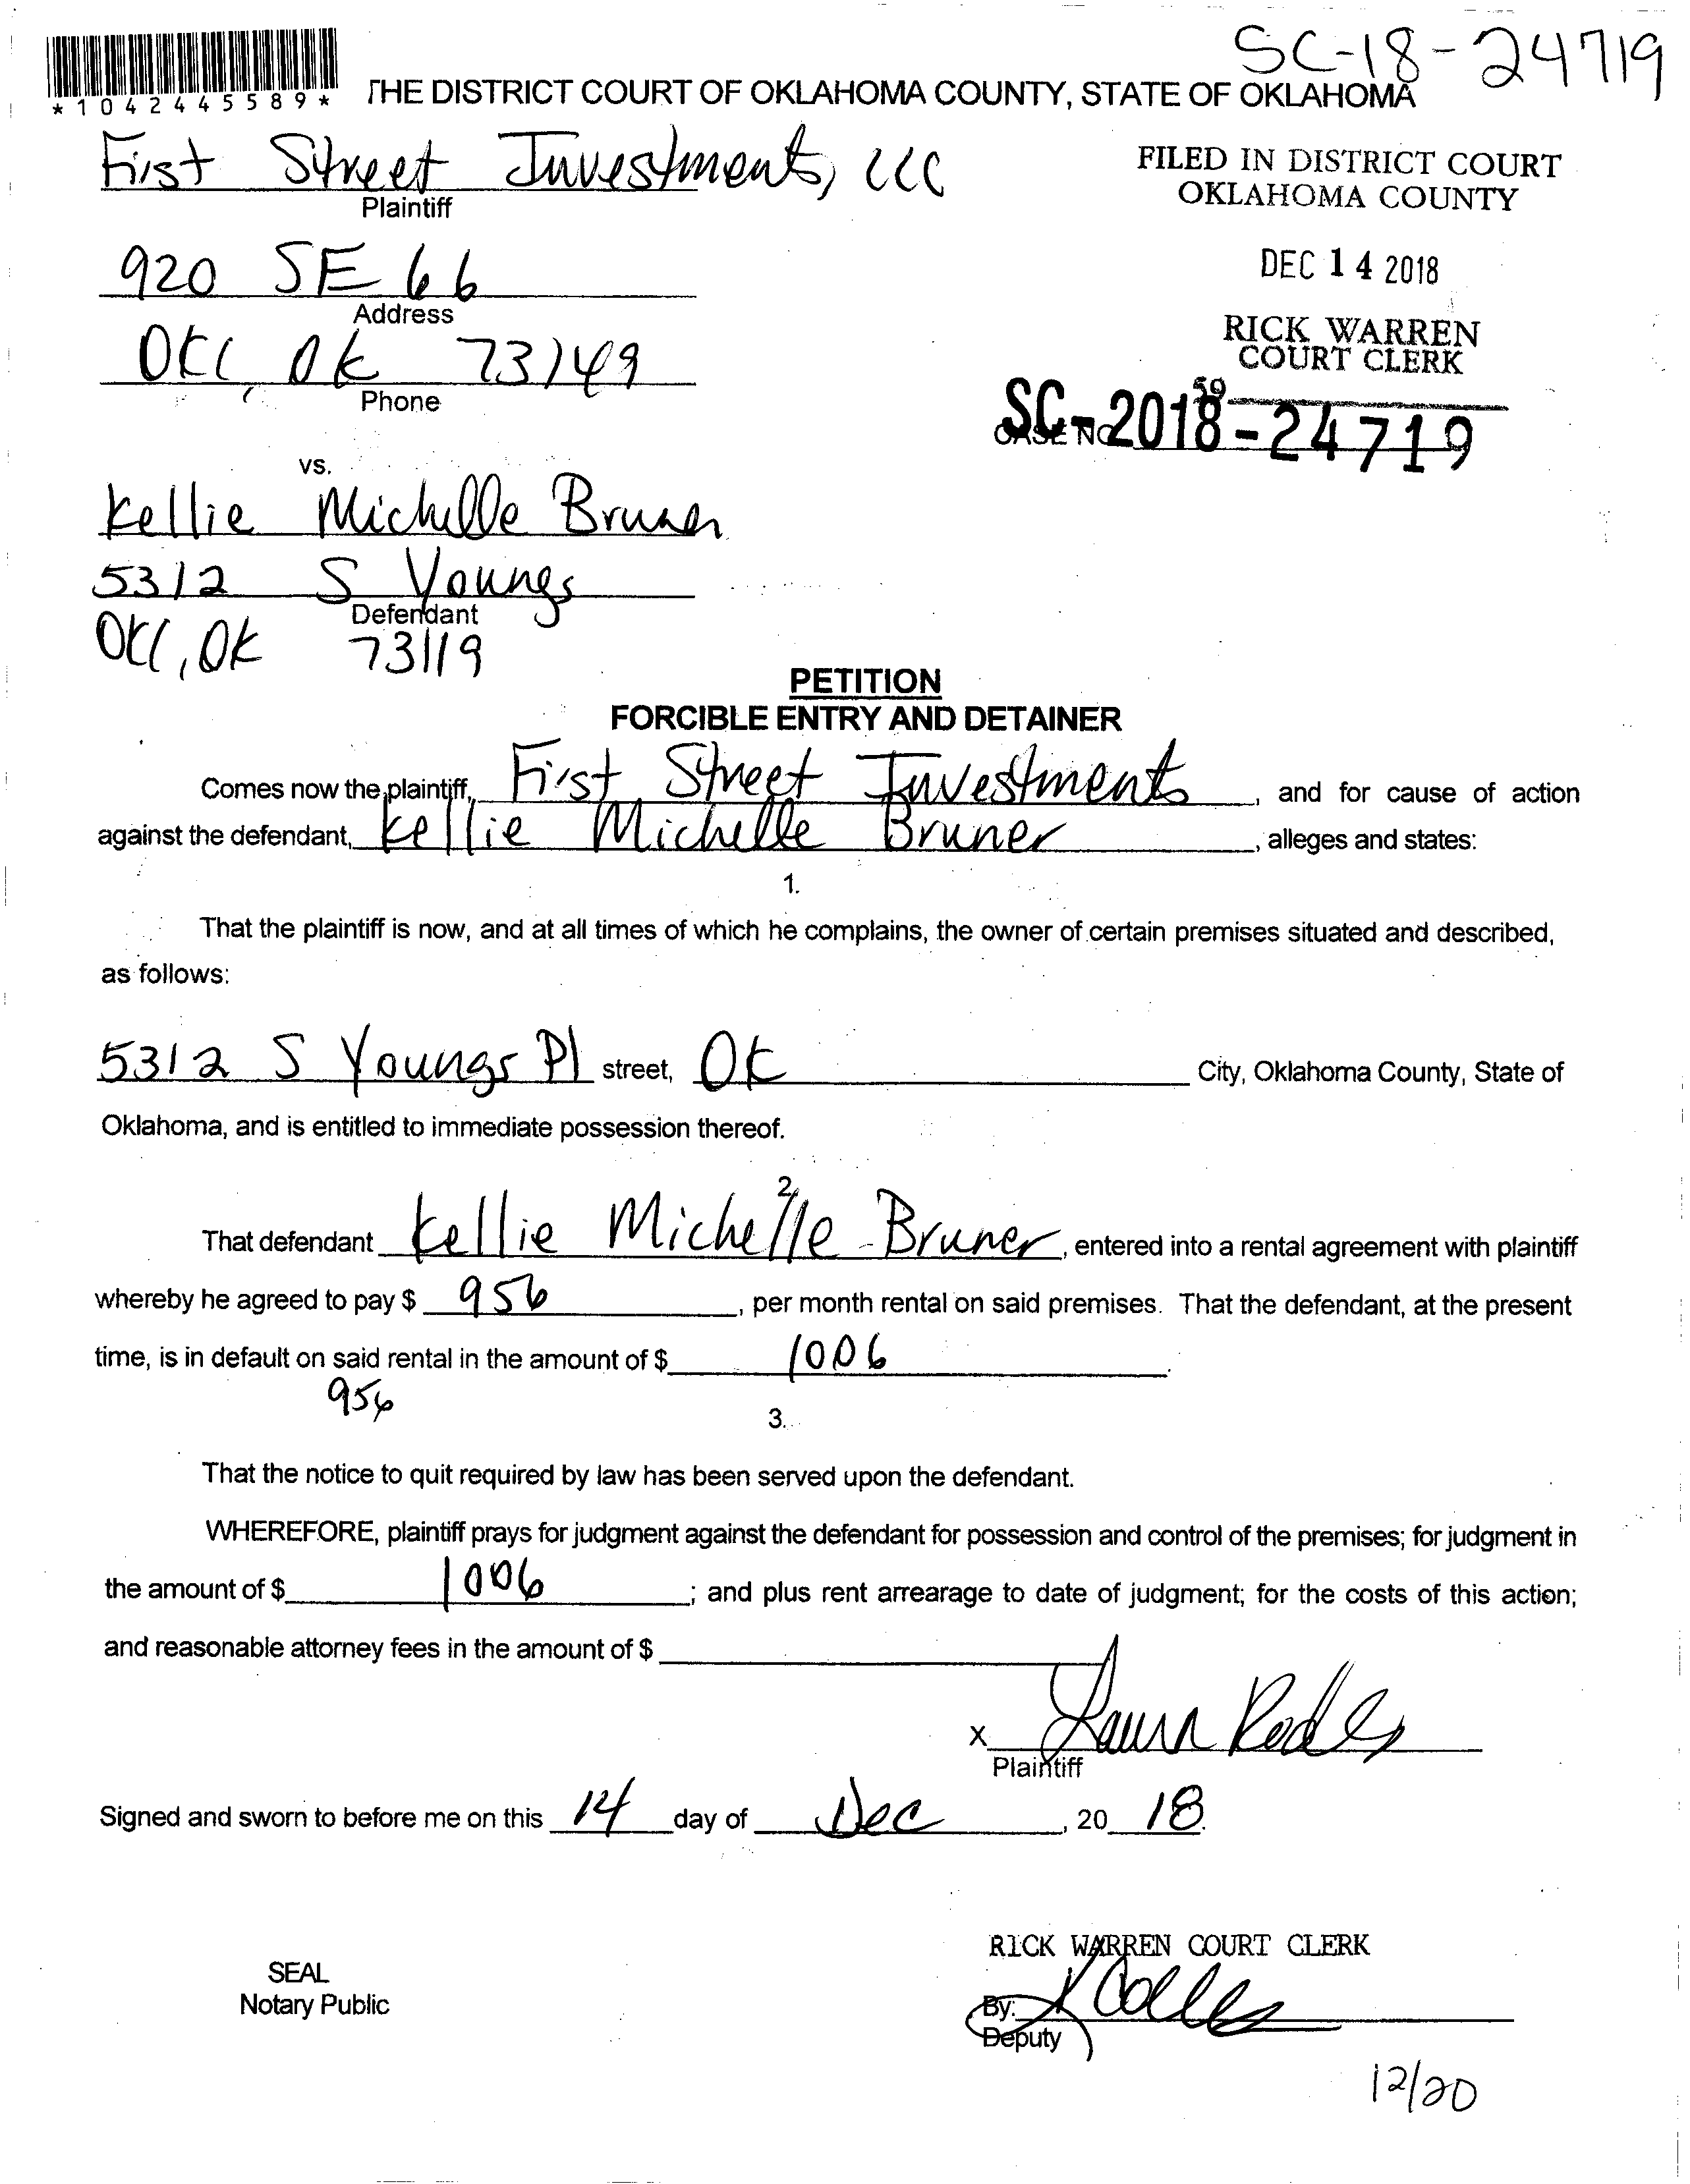 SC-18-24719
*1042445589*
THE DISTRICT COURT OF OKLAHOMA COUNTY, STATE OF OKLAHOMA
First Street Investments, LLC
Plaintiff
FILED IN DISTRICT COURT
OKLAHOMA COUNTY
920 SE 66
Address
DEC 14 2018
OKC, OK 73149
Phone
RICK WARREN
COURT CLERK
59
CASE NO.
SC-2018-24719
vs.
Kellie Michelle Bruner
5312 S Youngs
Defendant
OKC, OK 73119
PETITION
FORCIBLE ENTRY AND DETAINER
Comes now the plaintiff, First Street Investments, and for cause of action
against the defendant, Kellie Michelle Bruner, alleges and states:
1.
That the plaintiff is now, and at all times of which he complains, the owner of certain premises situated and described,
as follows:
5312 S Youngs Pl street, OK City, Oklahoma County, State of
Oklahoma, and is entitled to immediate possession thereof.
2.
That defendant Kellie Michelle Bruner, entered into a rental agreement with plaintiff
whereby he agreed to pay $ 956, per month rental on said premises. That the defendant, at the present
time, is in default on said rental in the amount of $ 1006.
956
3.
That the notice to quit required by law has been served upon the defendant.
WHEREFORE, plaintiff prays for judgment against the defendant for possession and control of the premises; for judgment in
the amount of $ 1006; and plus rent arrearage to date of judgment; for the costs of this action;
and reasonable attorney fees in the amount of $
X Laura
Plaintiff
Signed and sworn to before me on this 14 day of Dec, 20 18.
RICK WARREN COURT CLERK
SEAL
Notary Public
By:
Deputy
12/20